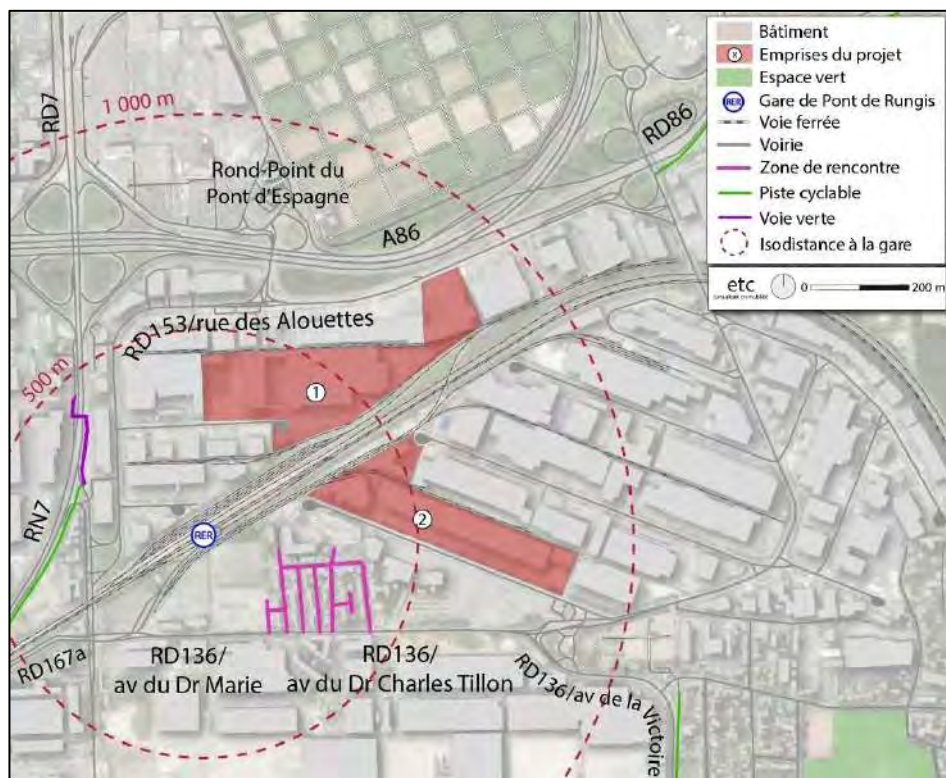 Bâtiment
x Emprises du projet
Espace vert
RER Gare de Pont de Rungis
Voie ferrée
Voirie
Zone de rencontre
Piste cyclable
Voie verte
Isodistance à la gare
etc
0 200 m
RD7
1 000 m
Rond-Point du
Pont d'Espagne
RD86
A86
RD153/rue des Alouettes
500 m
1
2
RN7
RER
RD167a
RD136/
av du Dr Marie
RD136/
av du Dr Charles Tillon
RD136/av de la Victoire